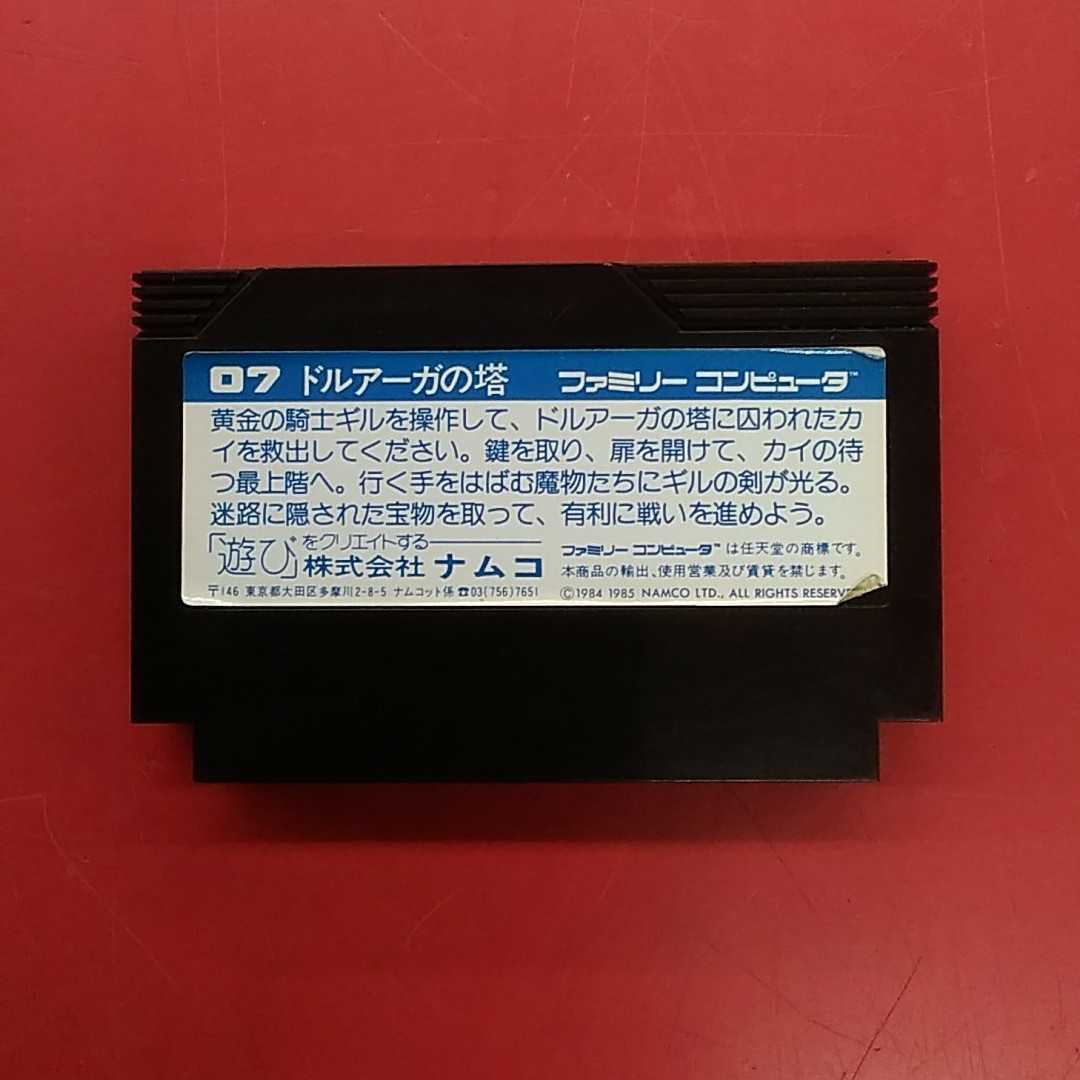 07 ドルアーガの塔 ファミリー コンピュータ™
黄金の騎士ギルを操作して、ドルアーガの塔に囚われたカ
イを救出してください。鍵を取り、扉を開けて、カイの待
つ最上階へ。行く手をはばむ魔物たちにギルの剣が光る。
迷路に隠された宝物を取って、有利に戦いを進めよう。
「遊び」をクリエイトする
株式会社 ナムコ
〒146 東京都大田区多摩川2-8-5 ナムコット係 ☎03(756)7651
ファミリー コンピュータ™は任天堂の商標です。
本商品の輸出、使用営業及び賃貸を禁じます。
©1984 1985 NAMCO LTD., ALL RIGHTS RESERVE